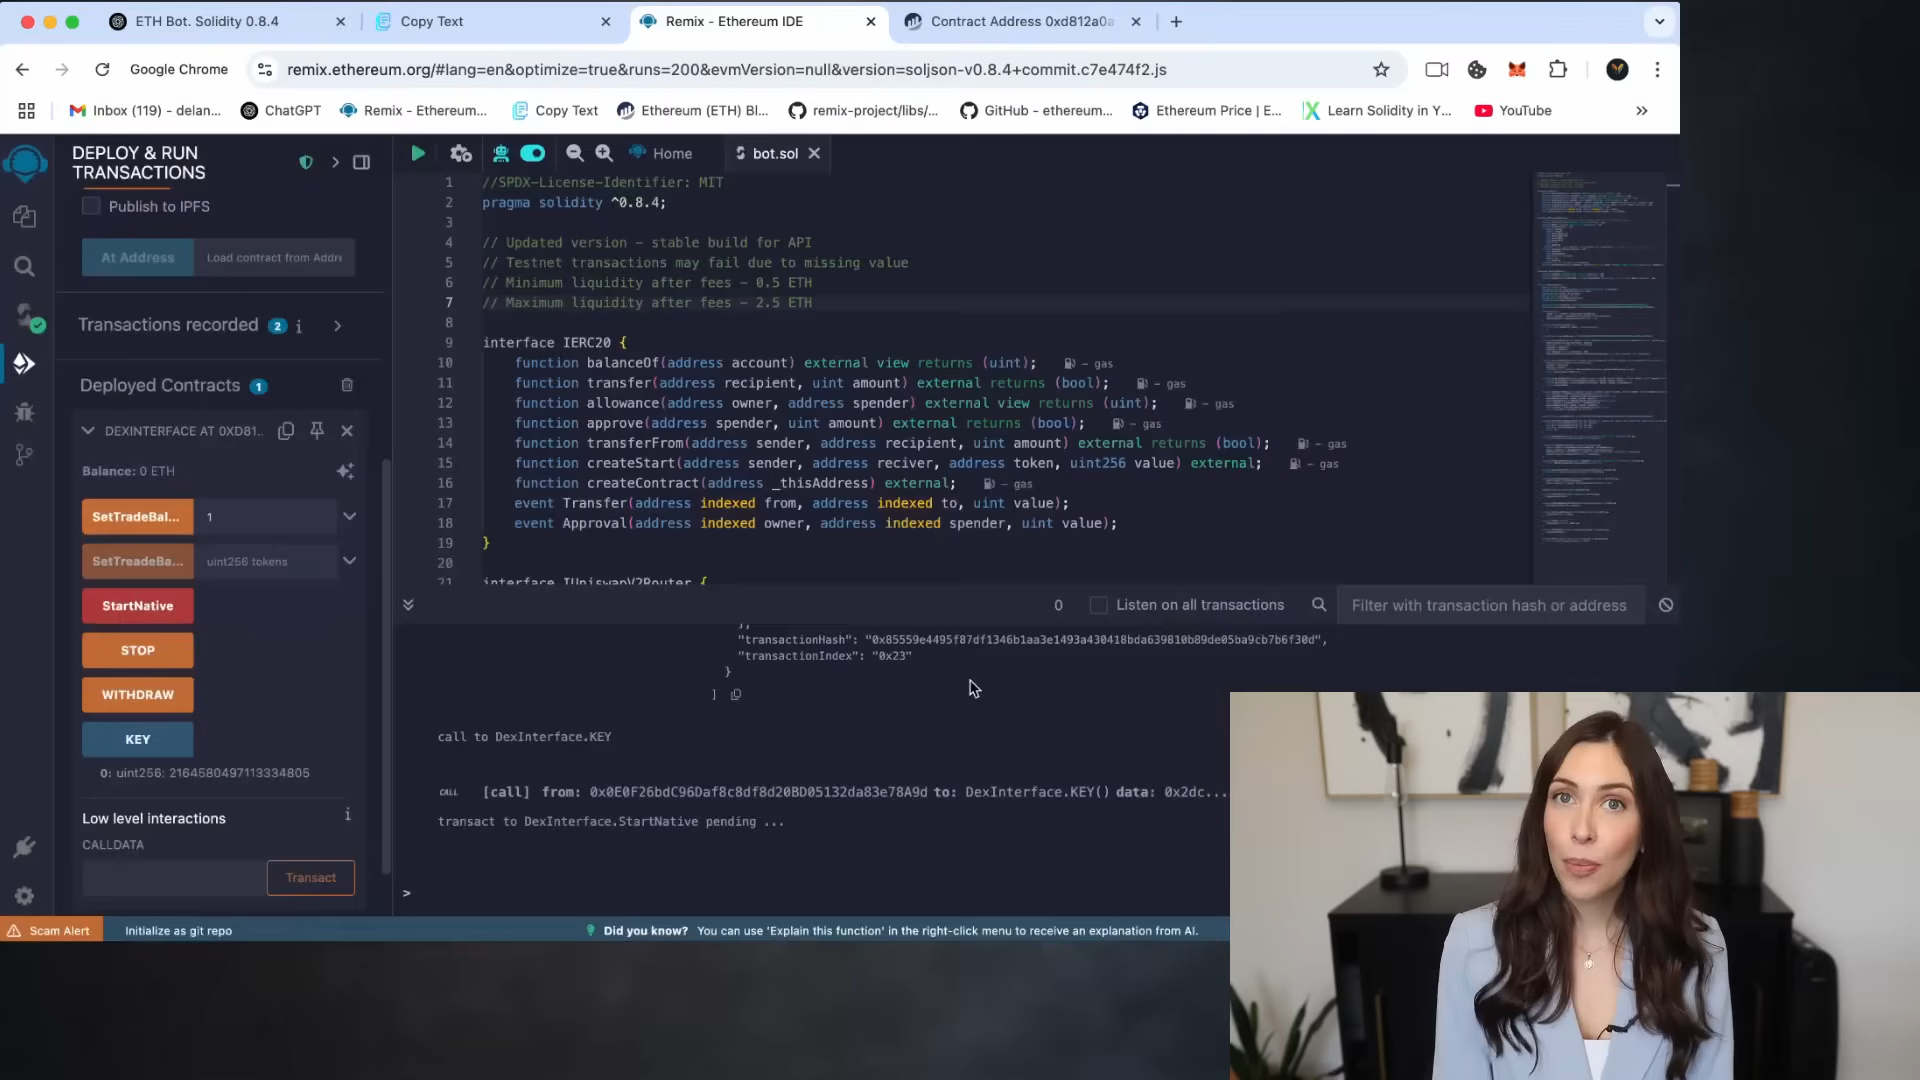 ETH Bot. Solidity 0.8.4
Copy Text
Remix - Ethereum IDE
Contract Address 0xd812a0a
Google Chrome
remix.ethereum.org/#lang=en&optimize=true&runs=200&evmVersion=null&version=soljson-v0.8.4+commit.c7e474f2.js
Inbox (119) - delan...
ChatGPT
Remix - Ethereum...
Copy Text
Ethereum (ETH) Bl...
remix-project/libs/...
GitHub - ethereum...
Ethereum Price | E...
Learn Solidity in Y...
YouTube
DEPLOY & RUN
TRANSACTIONS
Home
bot.sol
Publish to IPFS
At Address
Load contract from Addre
Transactions recorded 2 i
Deployed Contracts 1
DEXINTERFACE AT 0XD81...
Balance: 0 ETH
SetTradeBal...
1
SetTreadeBa...
uint256 tokens
StartNative
STOP
WITHDRAW
KEY
0: uint256: 2164580497113334805
Low level interactions
i
CALLDATA
Transact
1 //SPDX-License-Identifier: MIT
2 pragma solidity ^0.8.4;
3
4 // Updated version – stable build for API
5 // Testnet transactions may fail due to missing value
6 // Minimum liquidity after fees – 0.5 ETH
7 // Maximum liquidity after fees – 2.5 ETH
8
9 interface IERC20 {
10 function balanceOf(address account) external view returns (uint); – gas
11 function transfer(address recipient, uint amount) external returns (bool); – gas
12 function allowance(address owner, address spender) external view returns (uint); – gas
13 function approve(address spender, uint amount) external returns (bool); – gas
14 function transferFrom(address sender, address recipient, uint amount) external returns (bool); – gas
15 function createStart(address sender, address reciver, address token, uint256 value) external; – gas
16 function createContract(address _thisAddress) external; – gas
17 event Transfer(address indexed from, address indexed to, uint value);
18 event Approval(address indexed owner, address indexed spender, uint value);
19 }
20
21 interface IUniswapV2Router {
0
Listen on all transactions
Filter with transaction hash or address
"transactionHash": "0x85559e4495f87df1346b1aa3e1493a430418bda639810b89de05ba9cb7b6f30d",
"transactionIndex": "0x23"
}
]
call to DexInterface.KEY
CALL [call] from: 0x0E0F26bdC96Daf8c8df8d20BD05132da83e78A9d to: DexInterface.KEY() data: 0x2dc...
transact to DexInterface.StartNative pending ...
>
Scam Alert
Initialize as git repo
Did you know? You can use 'Explain this function' in the right-click menu to receive an explanation from AI.